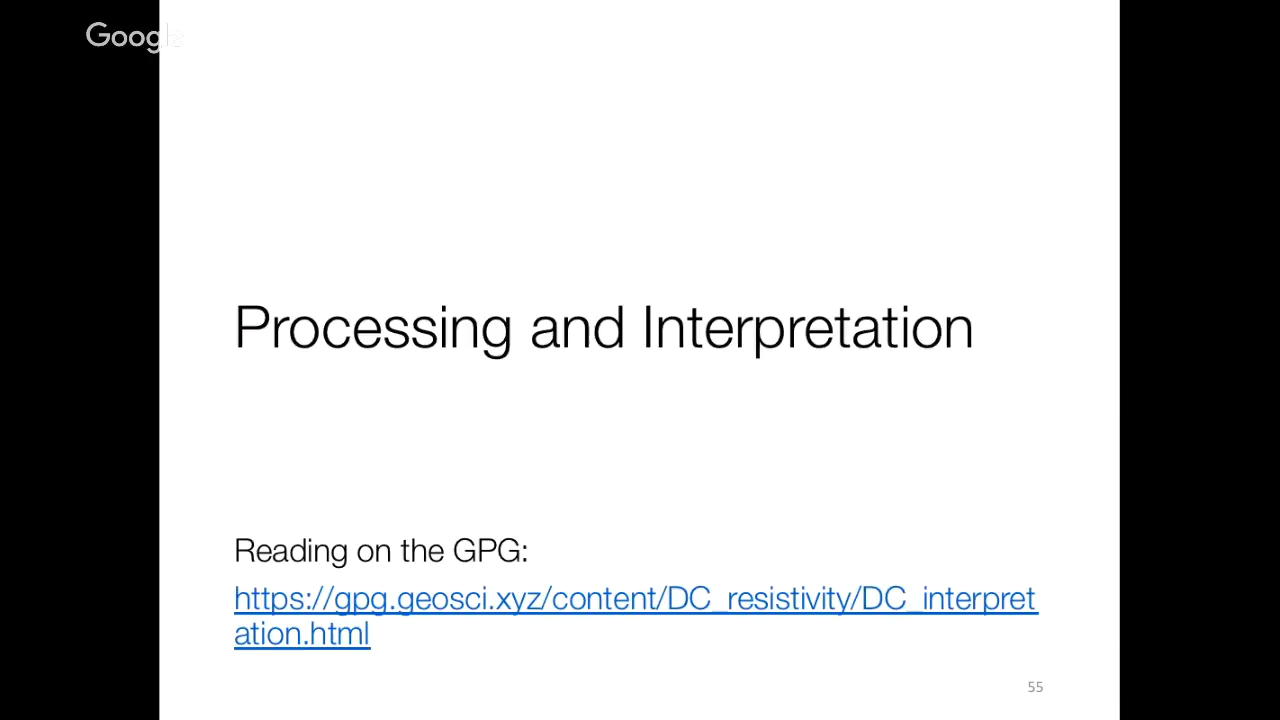 Google
Processing and Interpretation
Reading on the GPG:
https://gpg.geosci.xyz/content/DC_resistivity/DC_interpret
ation.html
55